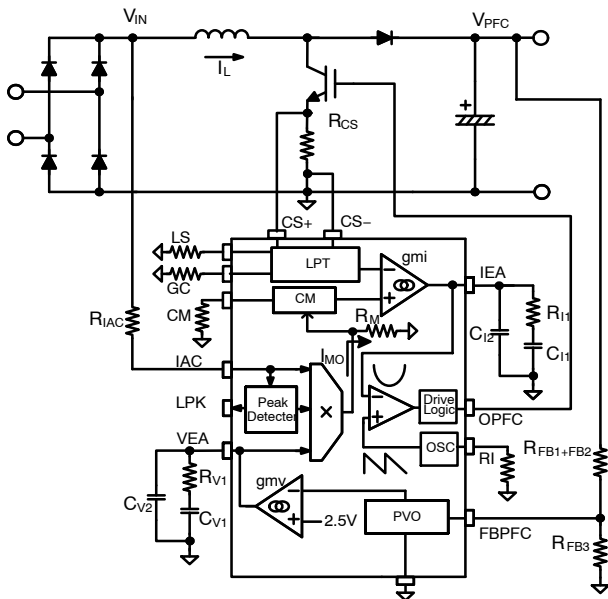 VIN
VPFC
IL
RCS
CS+
CS−
LS
LPT
gmi
IEA
GC
CM
CM
RM
RI1
CI2
CI1
RIAC
IAC
IMO
LPK
Peak
Detecter
×
Drive
Logic
OPFC
VEA
OSC
RI
RFB1+FB2
RV1
gmv
CV2
CV1
2.5V
PVO
FBPFC
RFB3